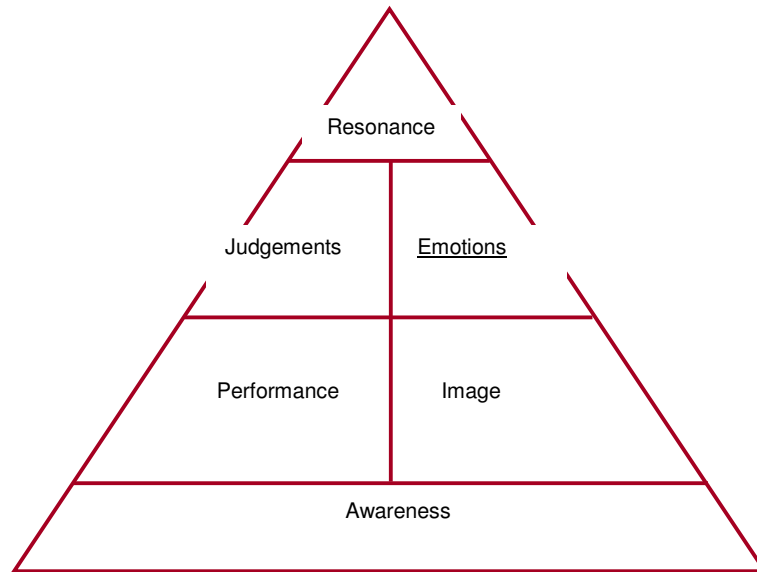 Resonance
Judgements
Emotions
Performance
Image
Awareness